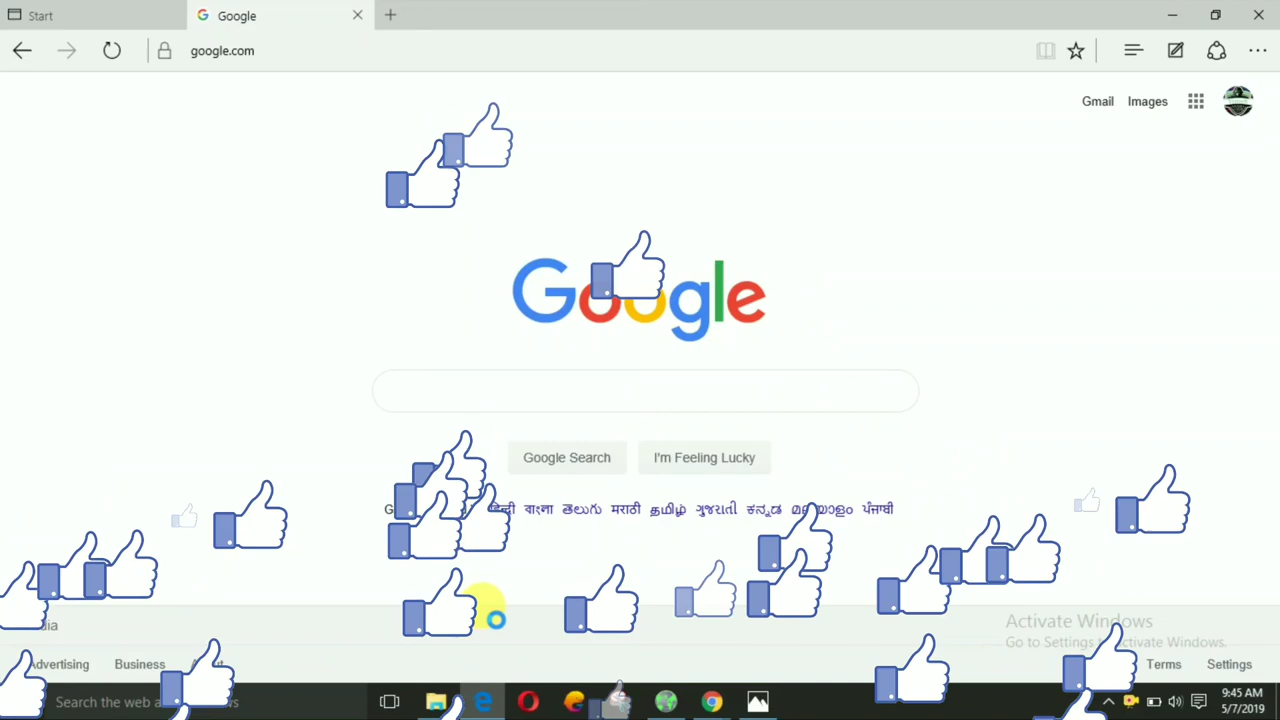 Start
Google
google.com
Gmail Images
Google
Google Search I'm Feeling Lucky
বাংলা తెలుగు मराठी தமிழ் ગુજરાતી ಕನ್ನಡ ਪੰਜਾਬੀ
Activate Windows
Go to Settings to activate Windows.
Advertising Business Terms Settings
Search the web
9:45 AM
5/7/2019